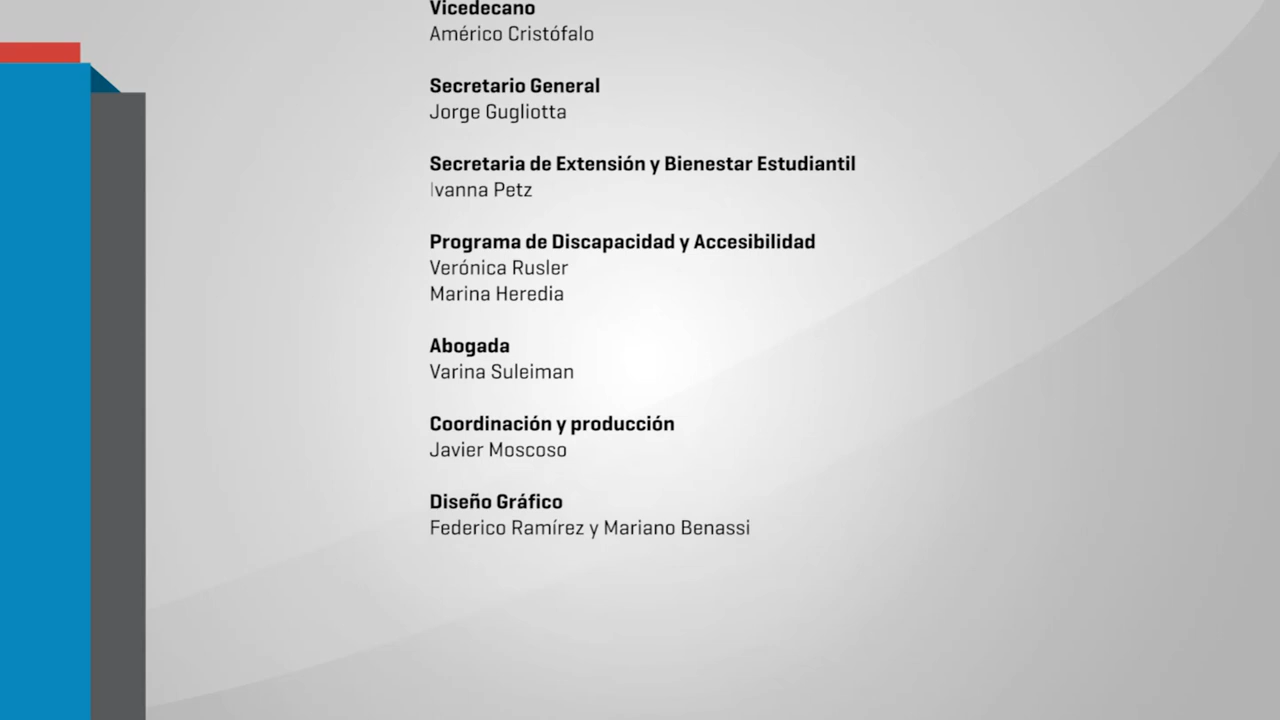 Vicedecano
Américo Cristófalo
Secretario General
Jorge Gugliotta
Secretaria de Extensión y Bienestar Estudiantil
Ivanna Petz
Programa de Discapacidad y Accesibilidad
Verónica Rusler
Marina Heredia
Abogada
Varina Suleiman
Coordinación y producción
Javier Moscoso
Diseño Gráfico
Federico Ramírez y Mariano Benassi